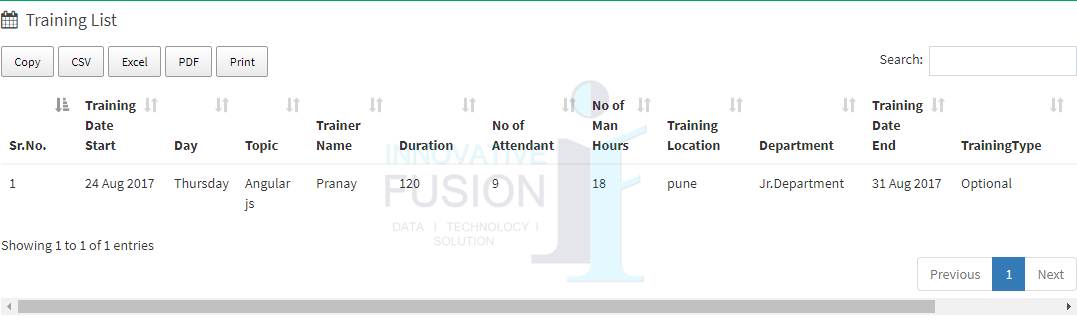 Training List
Copy CSV Excel PDF Print Search:
Sr.No. Training Date Start Day Topic Trainer Name Duration No of Attendant No of Man Hours Training Location Department Training Date End TrainingType
1 24 Aug 2017 Thursday Angular js Pranay 120 9 18 pune Jr.Department 31 Aug 2017 Optional
INNOVATIVE
FUSION
DATA I TECHNOLOGY I
SOLUTION
if
Showing 1 to 1 of 1 entries
Previous 1 Next